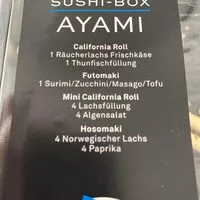 SUSHI-BOX
AYAMI
California Roll
1 Räucherlachs Frischkäse
1 Thunfischfüllung
Futomaki
1 Surimi/Zucchini/Masago/Tofu
Mini California Roll
4 Lachsfüllung
4 Algensalat
Hosomaki
4 Norwegischer Lachs
4 Paprika